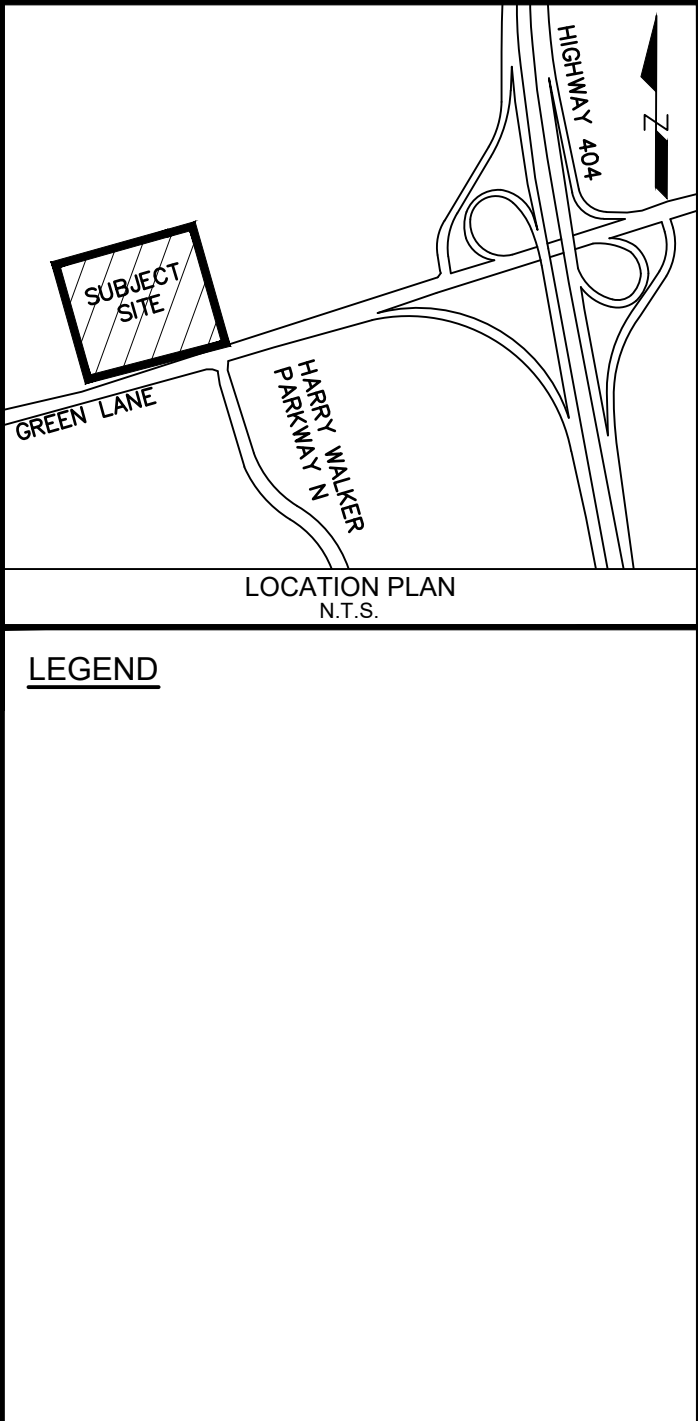 HIGHWAY 404
N
SUBJECT
SITE
GREEN LANE
HARRY WALKER
PARKWAY N
LOCATION PLAN
N.T.S.
LEGEND